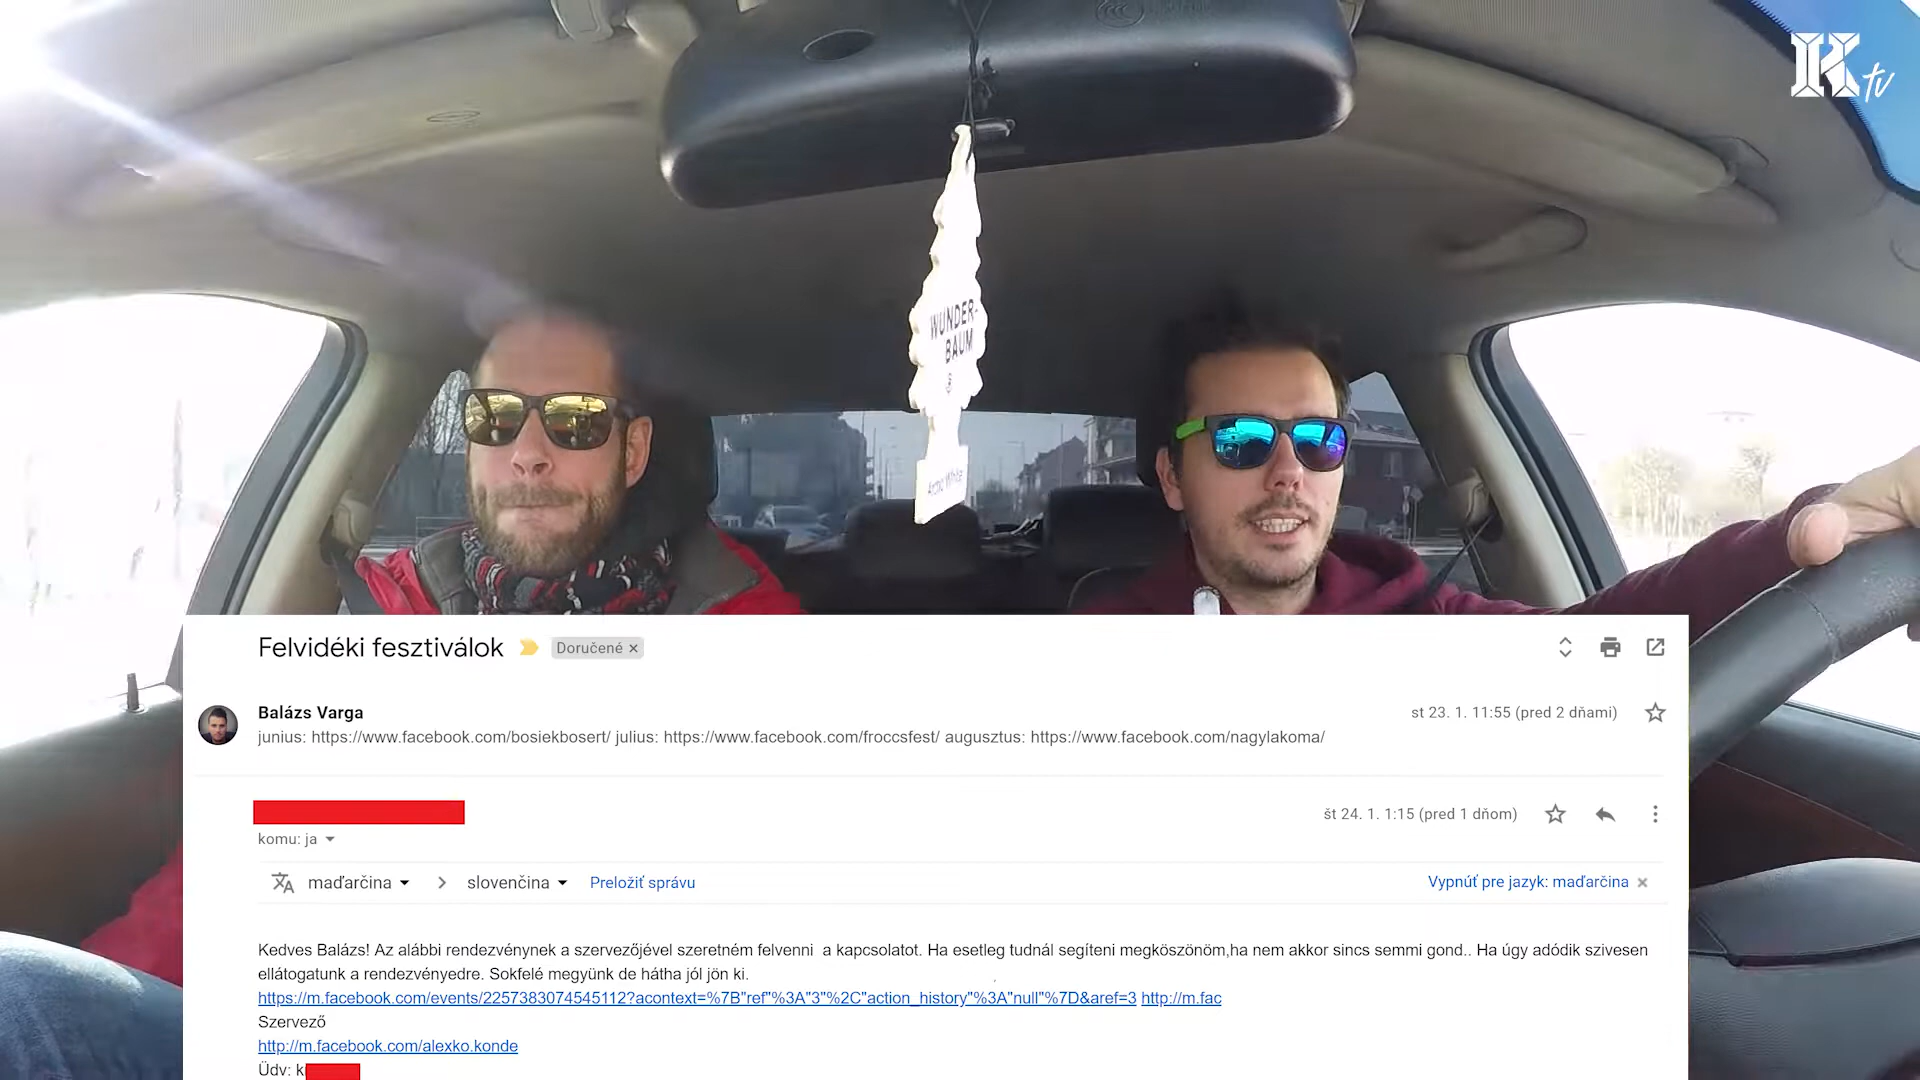 K tv
WUNDER-
BAUM
Arctic White
Felvidéki fesztiválok Doručené ×
Balázs Varga st 23. 1. 11:55 (pred 2 dňami)
junius: https://www.facebook.com/bosiekbosert/ julius: https://www.facebook.com/froccsfest/ augusztus: https://www.facebook.com/nagylakoma/
št 24. 1. 1:15 (pred 1 dňom)
komu: ja
maďarčina > slovenčina Preložiť správu Vypnúť pre jazyk: maďarčina ×
Kedves Balázs! Az alábbi rendezvénynek a szervezőjével szeretném felvenni  a kapcsolatot. Ha esetleg tudnál segíteni megköszönöm,ha nem akkor sincs semmi gond.. Ha úgy adódik szivesen
ellátogatunk a rendezvényedre. Sokfelé megyünk de hátha jól jön ki.
https://m.facebook.com/events/2257383074545112?acontext=%7B"ref"%3A"3"%2C"action_history"%3A"null"%7D&aref=3 http://m.fac
Szervező
http://m.facebook.com/alexko.konde
Üdv: k